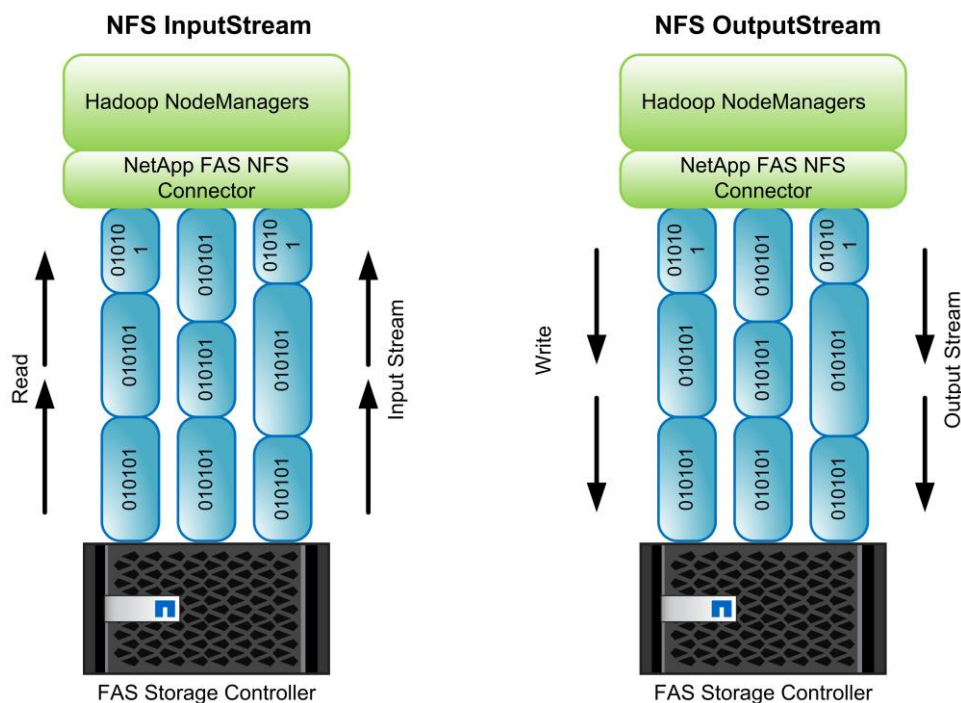 NFS InputStream
Hadoop NodeManagers
NetApp FAS NFS
Connector
01010
1
010101
01010
1
010101
010101
010101
010101
010101
010101
Read
Input Stream
FAS Storage Controller
NFS OutputStream
Hadoop NodeManagers
NetApp FAS NFS
Connector
01010
1
010101
01010
1
010101
010101
010101
010101
010101
010101
Write
Output Stream
FAS Storage Controller